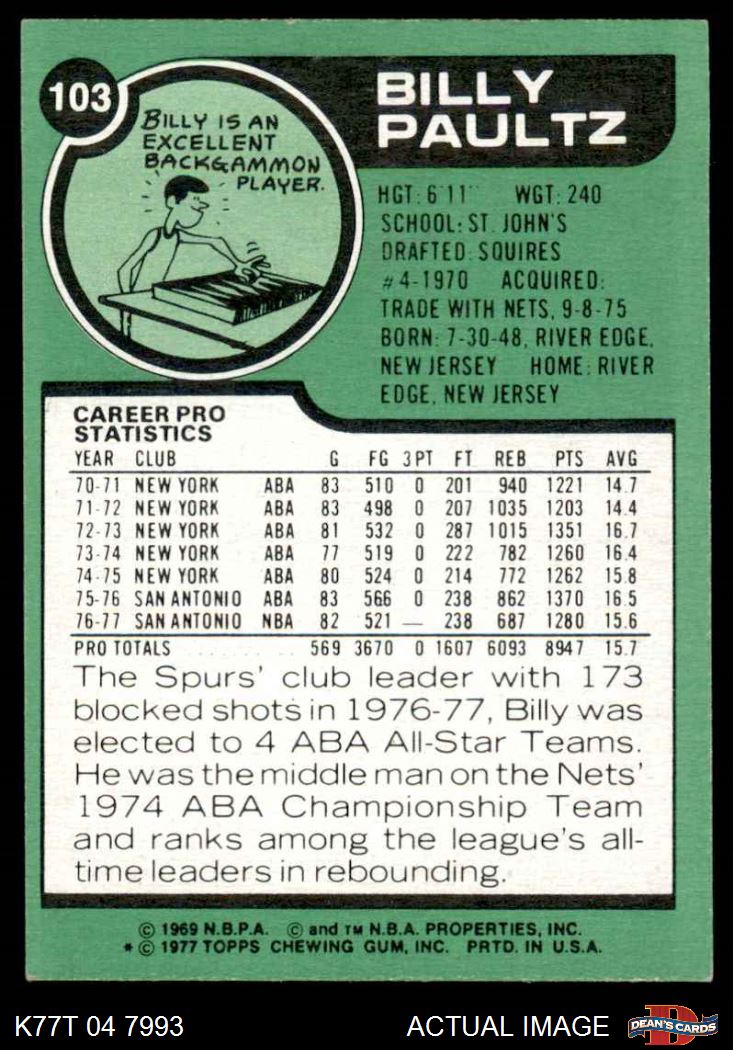 103
BILLY IS AN
EXCELLENT
BACKGAMMON
PLAYER.
BILLY
PAULTZ
HGT: 6'11" WGT: 240
SCHOOL: ST. JOHN'S
DRAFTED: SQUIRES
#4-1970 ACQUIRED:
TRADE WITH NETS, 9-8-75
BORN: 7-30-48, RIVER EDGE,
NEW JERSEY HOME: RIVER
EDGE, NEW JERSEY
CAREER PRO
STATISTICS
YEAR CLUB G FG 3PT FT REB PTS AVG
70-71 NEW YORK ABA 83 510 0 201 940 1221 14.7
71-72 NEW YORK ABA 83 498 0 207 1035 1203 14.4
72-73 NEW YORK ABA 81 532 0 287 1015 1351 16.7
73-74 NEW YORK ABA 77 519 0 222 782 1260 16.4
74-75 NEW YORK ABA 80 524 0 214 772 1262 15.8
75-76 SAN ANTONIO ABA 83 566 0 238 862 1370 16.5
76-77 SAN ANTONIO NBA 82 521 — 238 687 1280 15.6
PRO TOTALS . . . . . . . . . . . . 569 3670 0 1607 6093 8947 15.7
The Spurs' club leader with 173
blocked shots in 1976-77, Billy was
elected to 4 ABA All-Star Teams.
He was the middle man on the Nets'
1974 ABA Championship Team
and ranks among the league's all-
time leaders in rebounding.
© 1969 N.B.P.A. © and TM N.B.A. PROPERTIES, INC.
* © 1977 TOPPS CHEWING GUM, INC. PRTD. IN U.S.A.
K77T 04 7993 ACTUAL IMAGE D DEAN'S CARDS